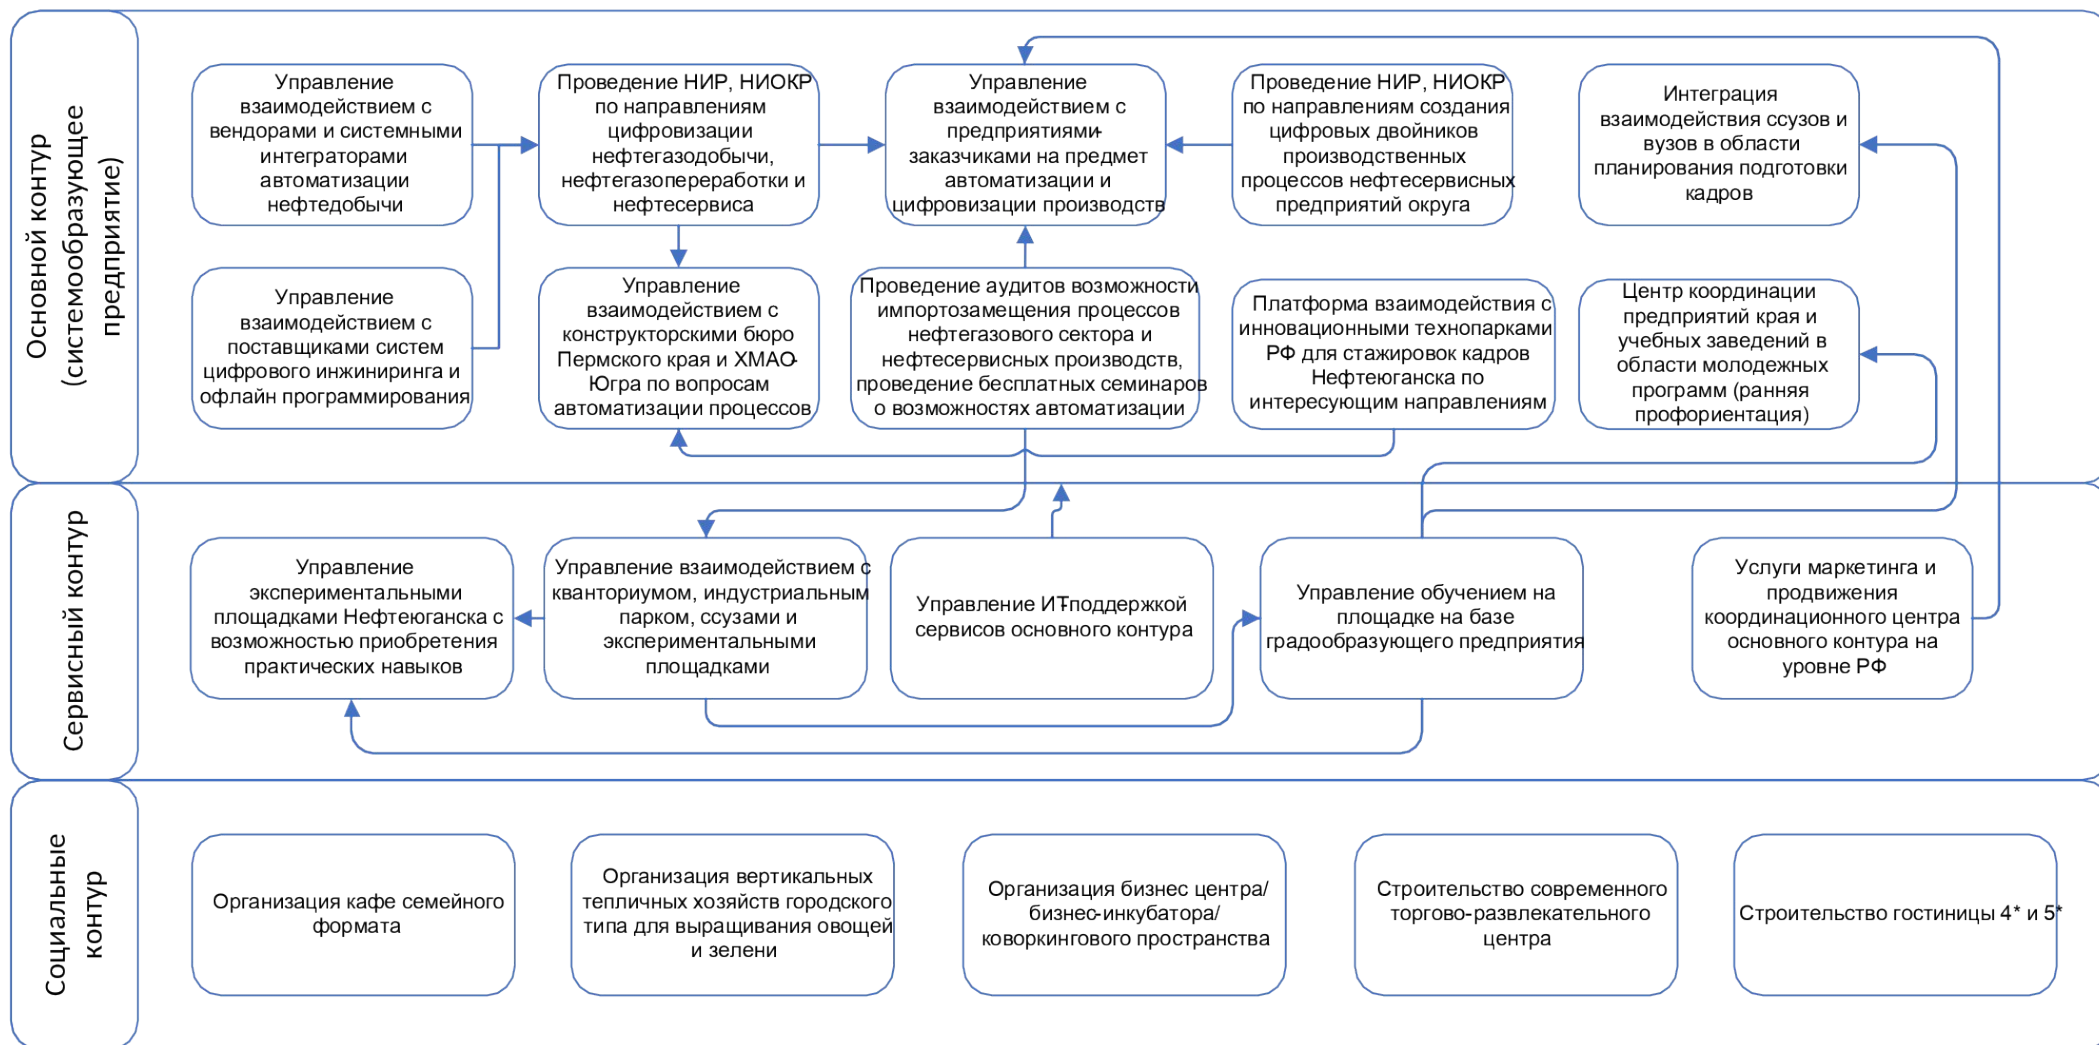 Основной контур
(системообразующее
предприятие)
Управление
взаимодействием с
вендорами и системными
интеграторами
автоматизации
нефтедобычи
Проведение НИР, НИОКР
по направлениям
цифровизации
нефтегазодобычи,
нефтегазопереработки и
нефтесервиса
Управление
взаимодействием с
предприятиями-
заказчиками на предмет
автоматизации и
цифровизации производств
Проведение НИР, НИОКР
по направлениям создания
цифровых двойников
производственных
процессов нефтесервисных
предприятий округа
Интеграция
взаимодействия ссузов и
вузов в области
планирования подготовки
кадров
Управление
взаимодействием с
поставщиками систем
цифрового инжиниринга и
офлайн программирования
Управление
взаимодействием с
конструкторскими бюро
Пермского края и ХМАО-
Югра по вопросам
автоматизации процессов
Проведение аудитов возможности
импортозамещения процессов
нефтегазового сектора и
нефтесервисных производств,
проведение бесплатных семинаров
о возможностях автоматизации
Платформа взаимодействия с
инновационными технопарками
РФ для стажировок кадров
Нефтеюганска по
интересующим направлениям
Центр координации
предприятий края и
учебных заведений в
области молодежных
программ (ранняя
профориентация)
Сервисный контур
Управление
экспериментальными
площадками Нефтеюганска с
возможностью приобретения
практических навыков
Управление взаимодействием с
кванториумом, индустриальным
парком, ссузами и
экспериментальными
площадками
Управление ИТ-поддержкой
сервисов основного контура
Управление обучением на
площадке на базе
градообразующего предприятия
Услуги маркетинга и
продвижения
координационного центра
основного контура на
уровне РФ
Социальные
контур
Организация кафе семейного
формата
Организация вертикальных
тепличных хозяйств городского
типа для выращивания овощей
и зелени
Организация бизнес центра/
бизнес-инкубатора/
коворкингового пространства
Строительство современного
торгово-развлекательного
центра
Строительство гостиницы 4* и 5*